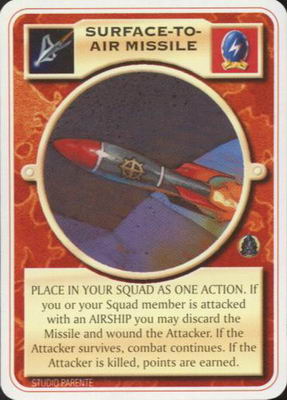 SURFACE-TO-
AIR MISSILE
PLACE IN YOUR SQUAD AS ONE ACTION. If
you or your Squad member is attacked
with an AIRSHIP you may discard the
Missile and wound the Attacker. If the
Attacker survives, combat continues. If the
Attacker is killed, points are earned.
STUDIO PARENTE